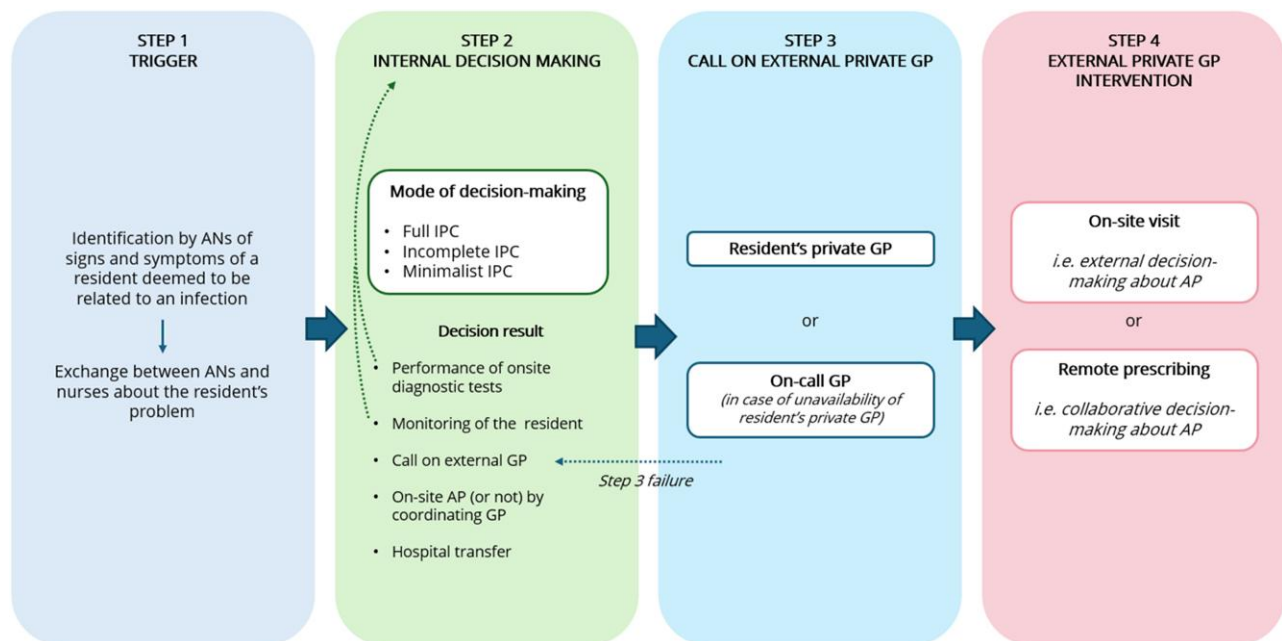 STEP 1
TRIGGER
Identification by ANs of
signs and symptoms of a
resident deemed to be
related to an infection
Exchange between ANs and
nurses about the resident's
problem
STEP 2
INTERNAL DECISION MAKING
Mode of decision-making
• Full IPC
• Incomplete IPC
• Minimalist IPC
Decision result
• Performance of onsite
diagnostic tests
• Monitoring of the resident
• Call on external GP
• On-site AP (or not) by
coordinating GP
• Hospital transfer
STEP 3
CALL ON EXTERNAL PRIVATE GP
Resident's private GP
or
On-call GP
(in case of unavailability of
resident's private GP)
Step 3 failure
STEP 4
EXTERNAL PRIVATE GP
INTERVENTION
On-site visit
i.e. external decision-
making about AP
or
Remote prescribing
i.e. collaborative decision-
making about AP